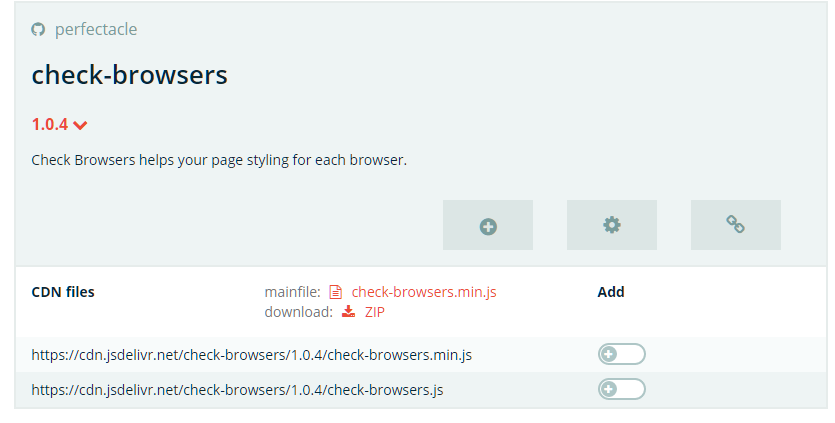 perfectacle
check-browsers
1.0.4
Check Browsers helps your page styling for each browser.
CDN files
mainfile: check-browsers.min.js
download: ZIP
Add
https://cdn.jsdelivr.net/check-browsers/1.0.4/check-browsers.min.js
https://cdn.jsdelivr.net/check-browsers/1.0.4/check-browsers.js